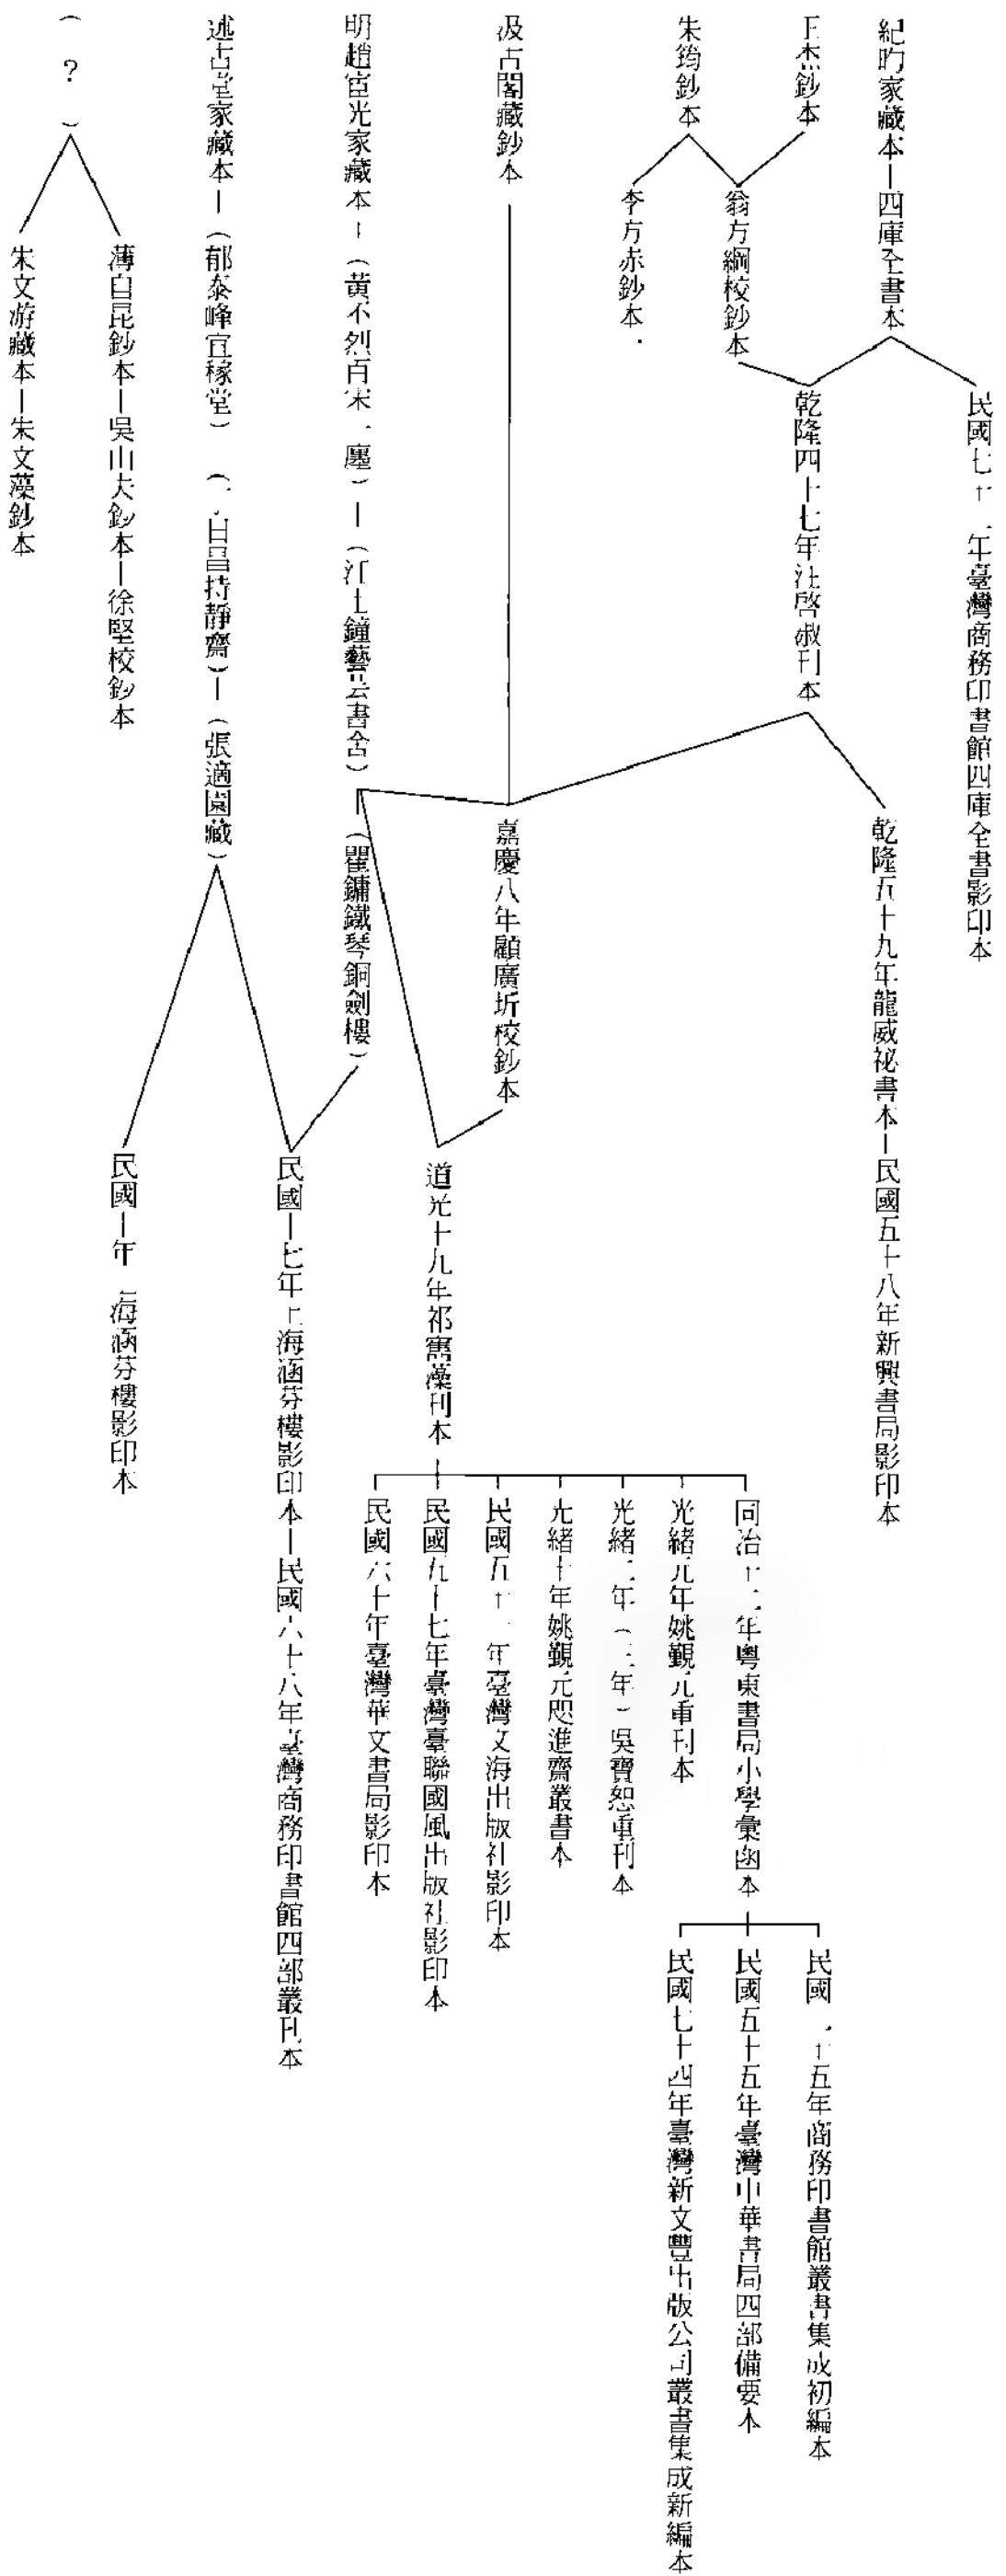 紀昀家藏本—四庫全書本
民國七十一年臺灣商務印書館四庫全書影印本
王杰鈔本
朱筠鈔本
翁方綱校鈔本
李方赤鈔本
乾隆四十七年汪啓淑刊本
乾隆五十九年龍威祕書本—民國五十八年新興書局影印本
汲古閣藏鈔本
嘉慶八年顧廣圻校鈔本
明趙宧光家藏本—(黃丕烈百宋一廛)—(汪士鐘藝芸書舍)—(瞿鏞鐵琴銅劍樓)
道光十九年祁寯藻刊本
同治十二年粵東書局小學彙函本
光緒元年姚覲元重刊本
光緒二年(三年)吳寶恕重刊本
光緒十年姚覲元咫進齋叢書本
民國五十一年臺灣文海出版社影印本
民國五十七年臺灣臺聯國風出版社影印本
民國六十年臺灣華文書局影印本
民國二十五年商務印書館叢書集成初編本
民國五十五年臺灣中華書局四部備要本
民國七十四年臺灣新文豐出版公司叢書集成新編本
述古堂家藏本—(郁泰峰宜稼堂) (丁日昌持靜齋)—(張適園藏)
民國十七年上海涵芬樓影印本—民國六十八年臺灣商務印書館四部叢刊本
民國十年 海涵芬樓影印本
(?)
薄自昆鈔本—吳山夫鈔本—徐堅校鈔本
朱文游藏本—朱文藻鈔本